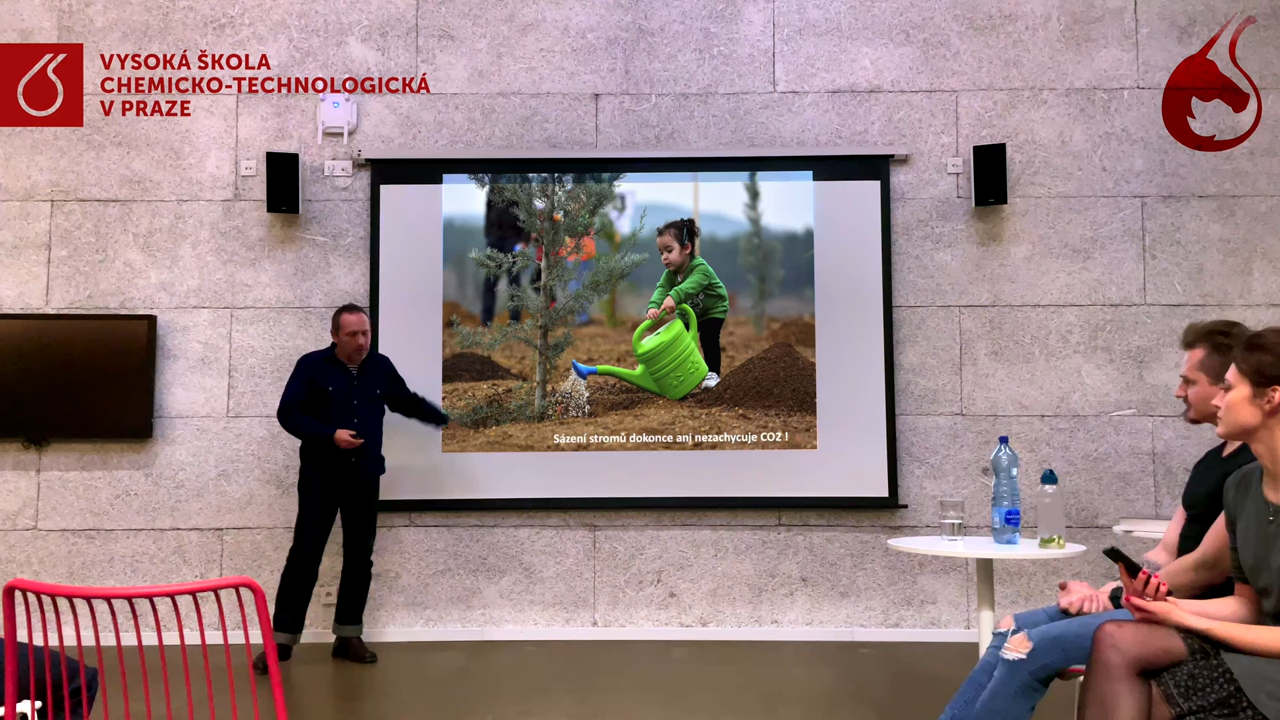 VYSOKÁ ŠKOLA
CHEMICKO-TECHNOLOGICKÁ
V PRAZE
Sázení stromů dokonce ani nezachycuje CO2 !